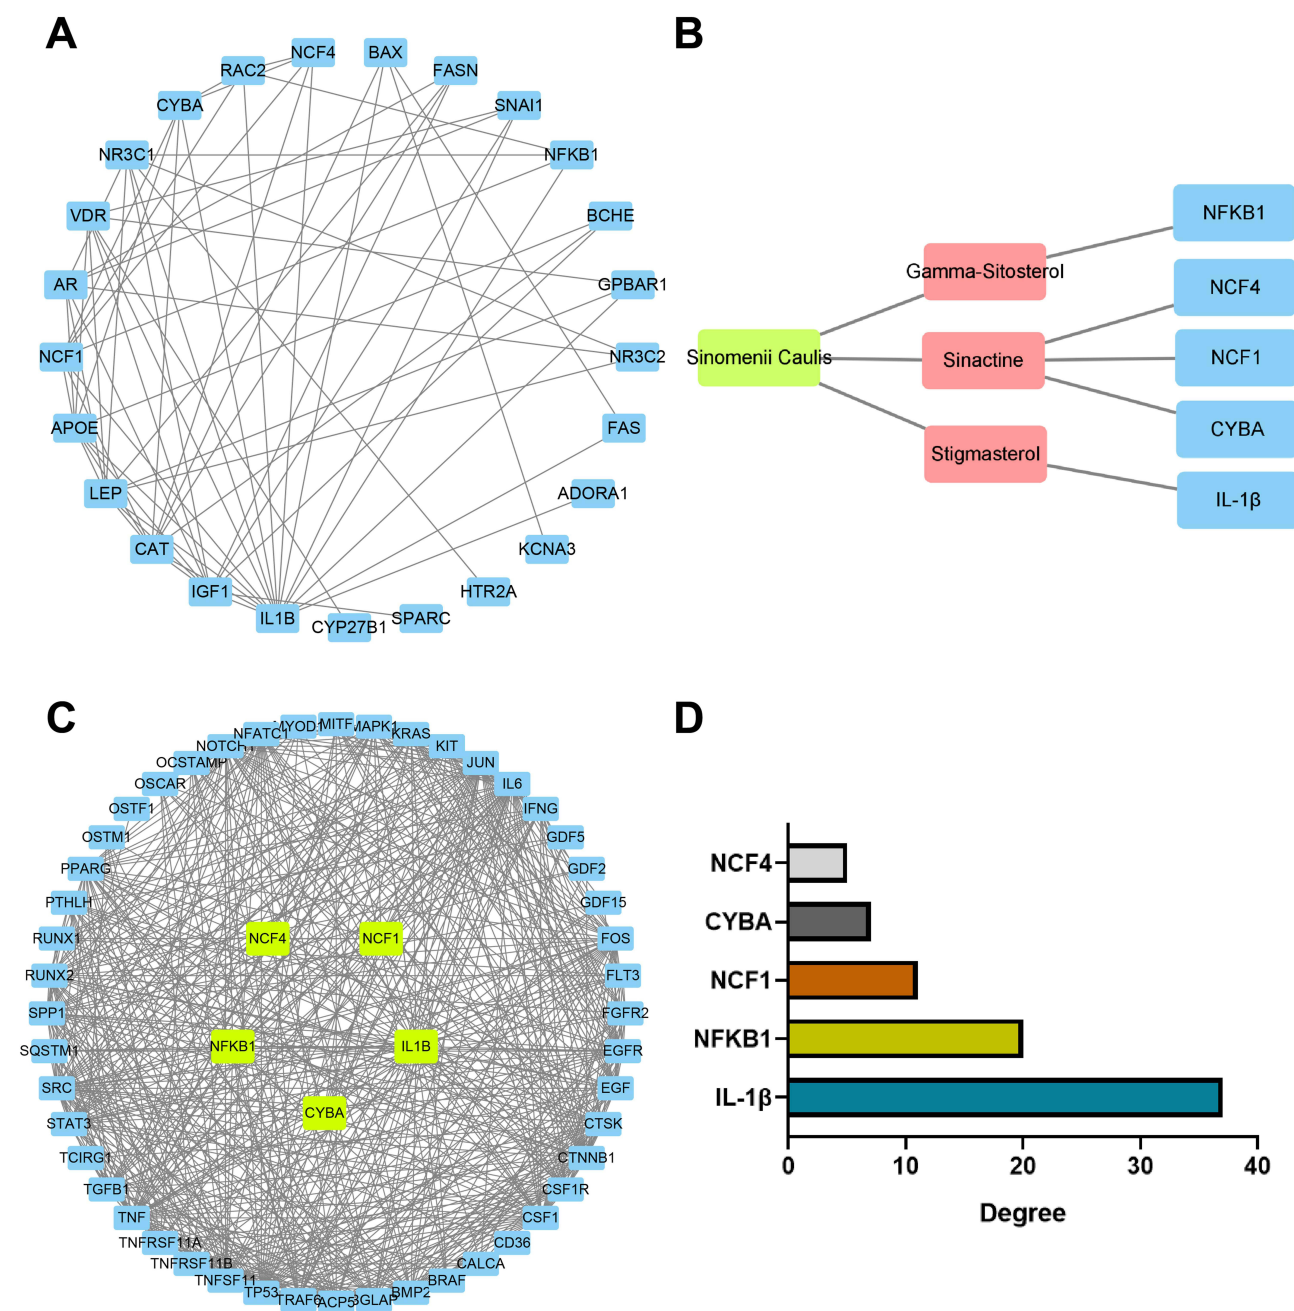 A
NCF4
BAX
RAC2
FASN
CYBA
SNAI1
NR3C1
NFKB1
VDR
BCHE
AR
GPBAR1
NCF1
NR3C2
APOE
FAS
LEP
ADORA1
CAT
KCNA3
IGF1
HTR2A
IL1B
CYP27B1
SPARC
B
NFKB1
Gamma-Sitosterol
NCF4
Sinomenii Caulis
Sinactine
NCF1
CYBA
Stigmasterol
IL-1β
C
NFATC1
MYOD1
MITF
MAPK1
KRAS
NOTCH1
KIT
OCSTAMP
JUN
OSCAR
IL6
OSTF1
IFNG
OSTM1
GDF5
PPARG
GDF2
PTHLH
GDF15
RUNX1
NCF4
NCF1
FOS
RUNX2
FLT3
SPP1
FGFR2
SQSTM1
NFKB1
IL1B
EGFR
SRC
EGF
STAT3
CYBA
CTSK
TCIRG1
CTNNB1
TGFB1
CSF1R
TNF
CSF1
TNFRSF11A
CD36
TNFRSF11B
CALCA
TNFSF11
BRAF
TP53
TRAF6
ACP5
BMP2
D
NCF4
CYBA
NCF1
NFKB1
IL-1β
0 10 20 30 40
Degree